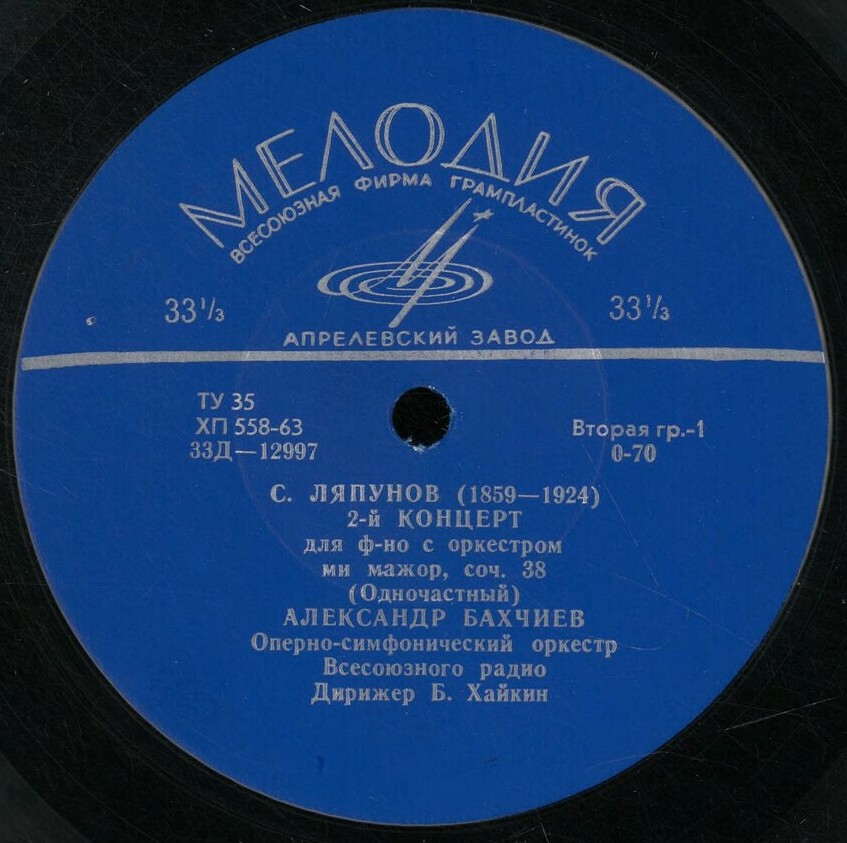 МЕЛОДИЯ
ВСЕСОЮЗНАЯ ФИРМА ГРАМПЛАСТИНОК
33⅓ 33⅓
АПРЕЛЕВСКИЙ ЗАВОД
ТУ 35
ХП 558-63 Вторая гр.-1
33Д—12997 0-70
С. ЛЯПУНОВ (1859—1924)
2-й КОНЦЕРТ
для ф-но с оркестром
ми мажор, соч. 38
(Одночастный)
АЛЕКСАНДР БАХЧИЕВ
Оперно-симфонический оркестр
Всесоюзного радио
Дирижер Б. Хайкин